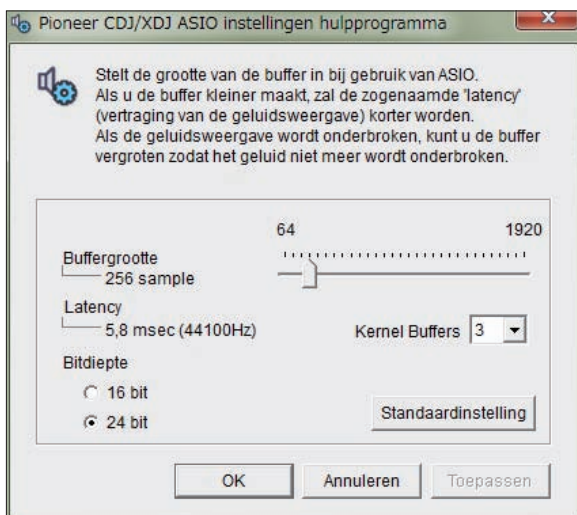 Pioneer CDJ/XDJ ASIO instellingen hulpprogramma
Stelt de grootte van de buffer in bij gebruik van ASIO.
Als u de buffer kleiner maakt, zal de zogenaamde 'latency'
(vertraging van de geluidsweergave) korter worden.
Als de geluidsweergave wordt onderbroken, kunt u de buffer
vergroten zodat het geluid niet meer wordt onderbroken.
64 1920
Buffergrootte
256 sample
Latency
5,8 msec (44100Hz)
Kernel Buffers 3
Bitdiepte
16 bit
24 bit
Standaardinstelling
OK Annuleren Toepassen